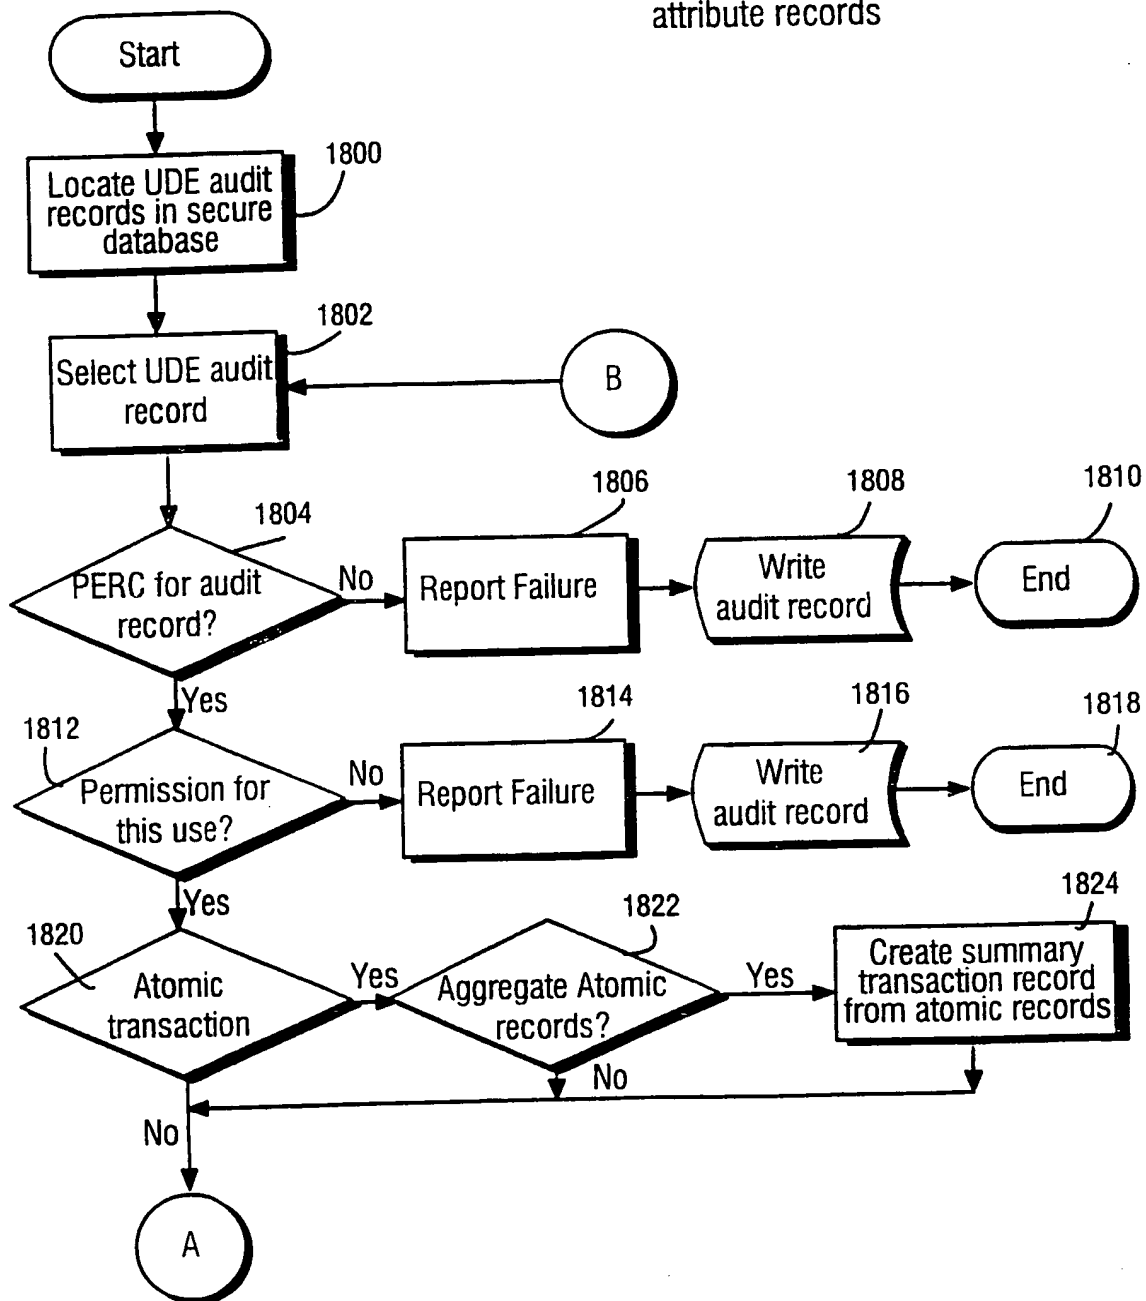 attribute records
Start
1800
Locate UDE audit
records in secure
database
1802
Select UDE audit
record
B
1804
PERC for audit
record?
No
1806
Report Failure
1808
Write
audit record
1810
End
Yes
1812
Permission for
this use?
No
1814
Report Failure
1816
Write
audit record
1818
End
Yes
1820
Atomic
transaction
Yes
1822
Aggregate Atomic
records?
Yes
1824
Create summary
transaction record
from atomic records
No
No
A